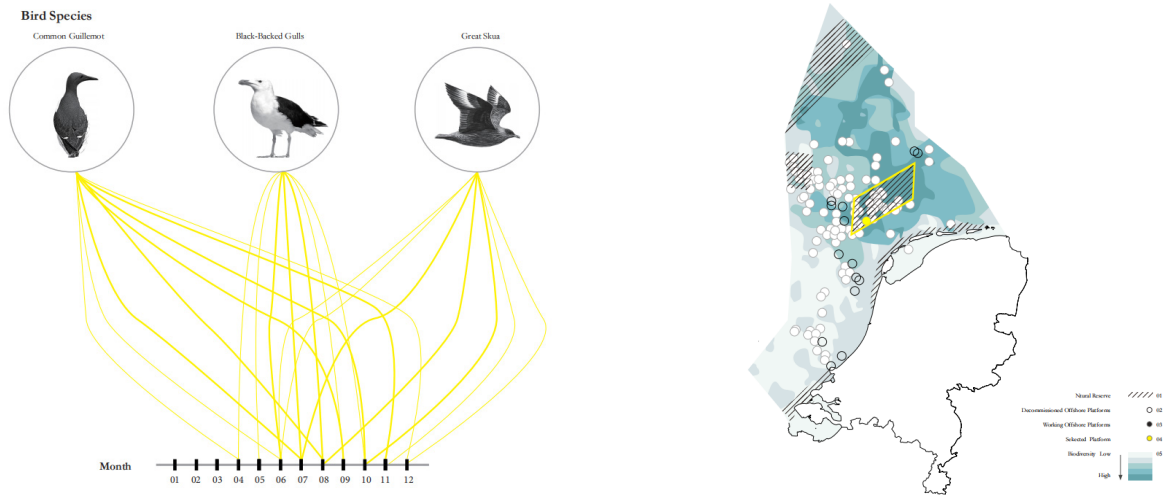 Bird Species
Common Guillemot
Black-Backed Gulls
Great Skua
Month
01 02 03 04 05 06 07 08 09 10 11 12
Ntural Reserve 01
Decommissioned Offshore Platforms 02
Working Offshore Platforms 03
Selected Platform 04
Biodiversity Low 05
High